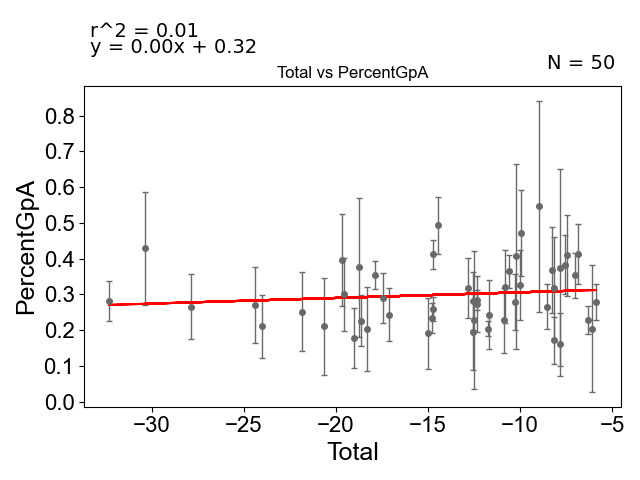 r^2 = 0.01
y = 0.00x + 0.32
N = 50
Total vs PercentGpA
PercentGpA
0.8
0.7
0.6
0.5
0.4
0.3
0.2
0.1
0.0
−30 −25 −20 −15 −10 −5
Total